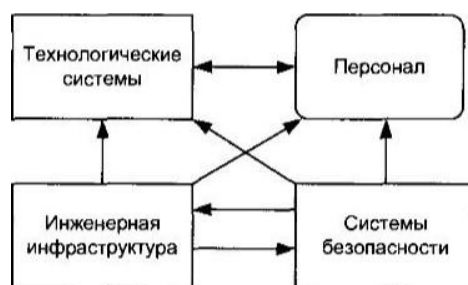 Технологические
системы
Персонал
Инженерная
инфраструктура
Системы
безопасности